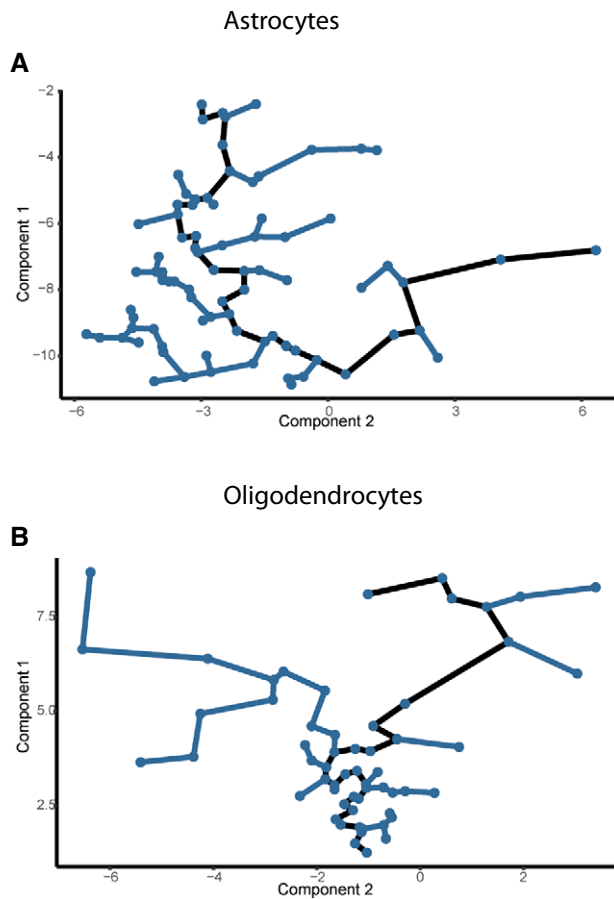 Astrocytes
A
−2
−4
−6
−8
−10
Component 1
−6 −3 0 3 6
Component 2
Oligodendrocytes
B
7.5
5.0
2.5
Component 1
−6 −4 −2 0 2
Component 2